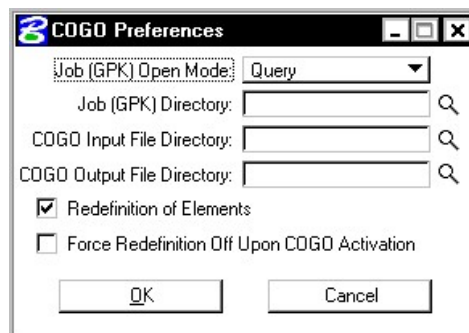 COGO Preferences
Job (GPK) Open Mode: Query
Job (GPK) Directory:
COGO Input File Directory:
COGO Output File Directory:
Redefinition of Elements
Force Redefinition Off Upon COGO Activation
OK Cancel